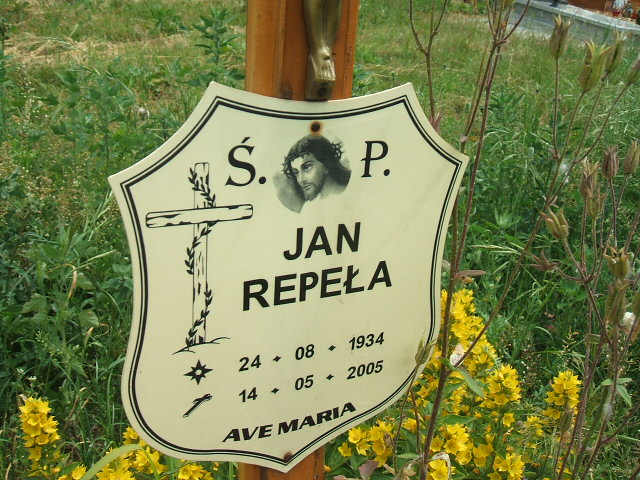 Ś. P.
JAN
REPEŁA
24 • 08 • 1934
14 • 05 • 2005
AVE MARIA